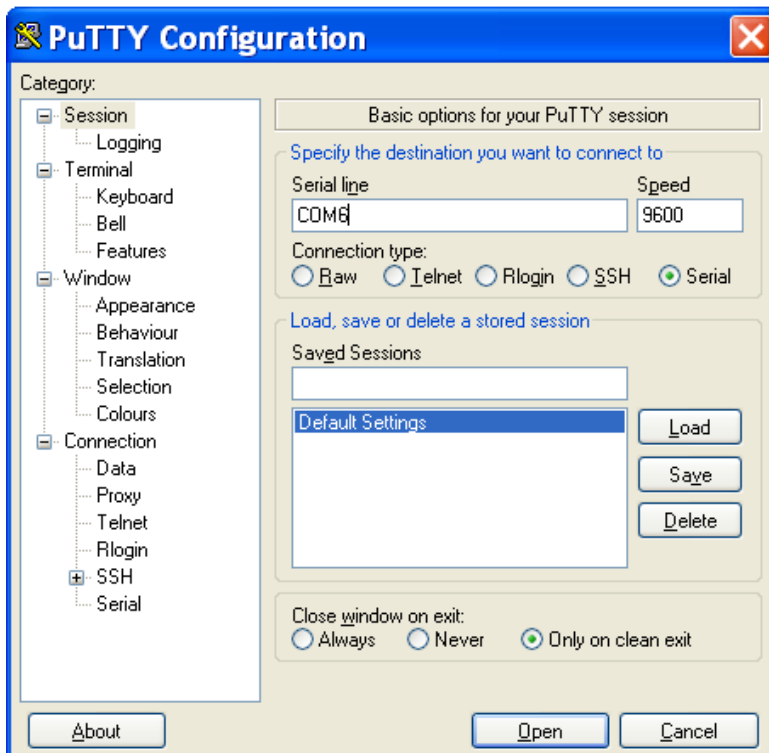 PuTTY Configuration
Category:
Session
Logging
Terminal
Keyboard
Bell
Features
Window
Appearance
Behaviour
Translation
Selection
Colours
Connection
Data
Proxy
Telnet
Rlogin
SSH
Serial
Basic options for your PuTTY session
Specify the destination you want to connect to
Serial line Speed
COM6 9600
Connection type:
Raw Telnet Rlogin SSH Serial
Load, save or delete a stored session
Saved Sessions
Default Settings
Load
Save
Delete
Close window on exit:
Always Never Only on clean exit
About Open Cancel